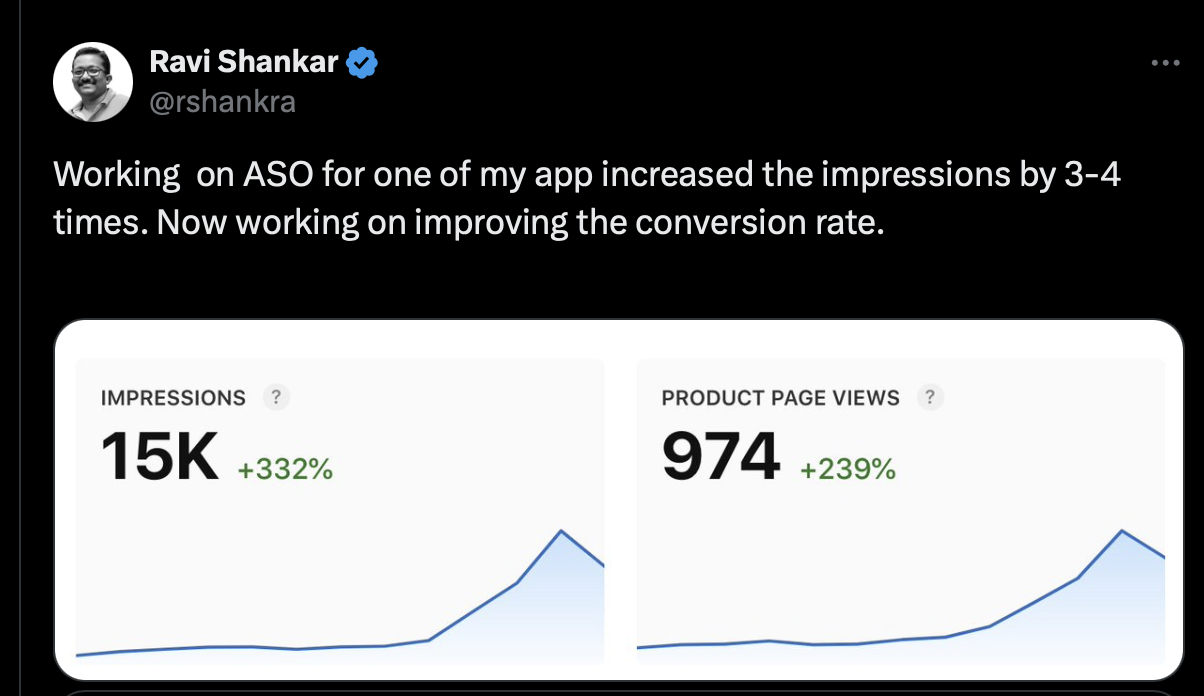 Ravi Shankar
@rshankra
Working  on ASO for one of my app increased the impressions by 3-4
times. Now working on improving the conversion rate.
IMPRESSIONS ?
15K +332%
PRODUCT PAGE VIEWS ?
974 +239%